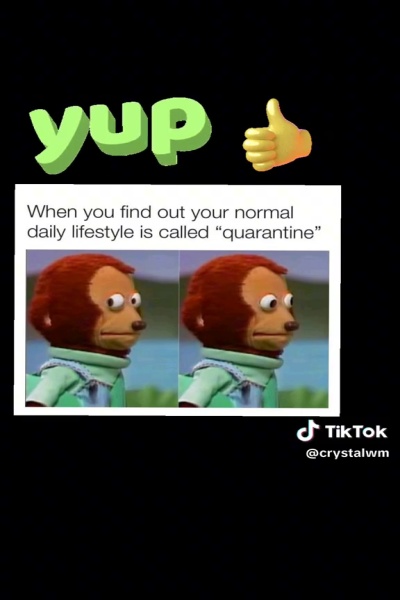 yup
When you find out your normal
daily lifestyle is called “quarantine”
TikTok
@crystalwm